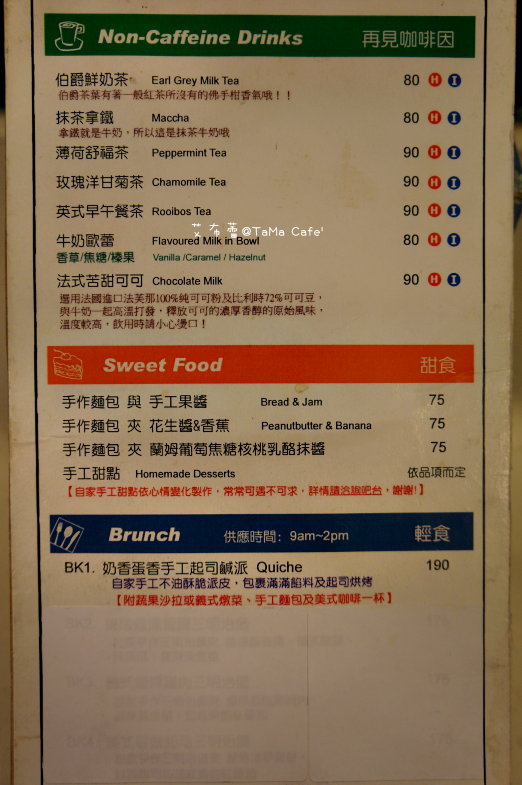 Non-Caffeine Drinks 再見咖啡因
伯爵鮮奶茶 Earl Grey Milk Tea 80 H I
伯爵茶葉有著一般紅茶所沒有的佛手柑香氣哦！！
抹茶拿鐵 Maccha 80 H I
拿鐵就是牛奶，所以這是抹茶牛奶哦
薄荷舒福茶 Peppermint Tea 90 H I
玫瑰洋甘菊茶 Chamomile Tea 90 H I
英式早午餐茶 Rooibos Tea 90 H I
艾布蕾@TaMa Cafe'
牛奶歐蕾 Flavoured Milk in Bowl 80 H I
香草/焦糖/榛果 Vanilla /Caramel / Hazelnut
法式苦甜可可 Chocolate Milk 90 H I
選用法國進口法芙那100%純可可粉及比利時72%可可豆，
與牛奶一起高溫打發，釋放可可的濃厚香醇的原始風味，
溫度較高，飲用時請小心燙口！
Sweet Food 甜食
手作麵包 與 手工果醬 Bread & Jam 75
手作麵包 夾 花生醬&香蕉 Peanutbutter & Banana 75
手作麵包 夾 蘭姆葡萄焦糖核桃乳酪抹醬 75
手工甜點 Homemade Desserts 依品項而定
【自家手工甜點依心情變化製作，常常可遇不可求，詳情請洽詢吧台，謝謝！】
Brunch 供應時間：9am~2pm 輕食
BK1. 奶香蛋香手工起司鹹派 Quiche 190
自家手工不油酥脆派皮，包裹滿滿餡料及起司烘烤
【附蔬果沙拉或義式燉菜、手工麵包及美式咖啡一杯】
BK2
175
BK3
175
BK4
175